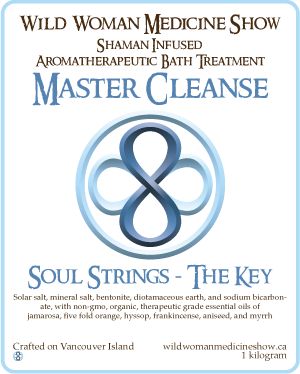 Wild Woman Medicine Show
Shaman Infused
Aromatherapeutic Bath Treatment
Master Cleanse
Soul Strings - The Key
Solar salt, mineral salt, bentonite, diotamaceous earth, and sodium bicarbon-
ate, with non-gmo, organic, therapeutic grade essential oils of
jamarosa, five fold orange, hyssop, frankincense, aniseed, and myrrh
Crafted on Vancouver Island
wildwomanmedicineshow.ca
1 kilogram